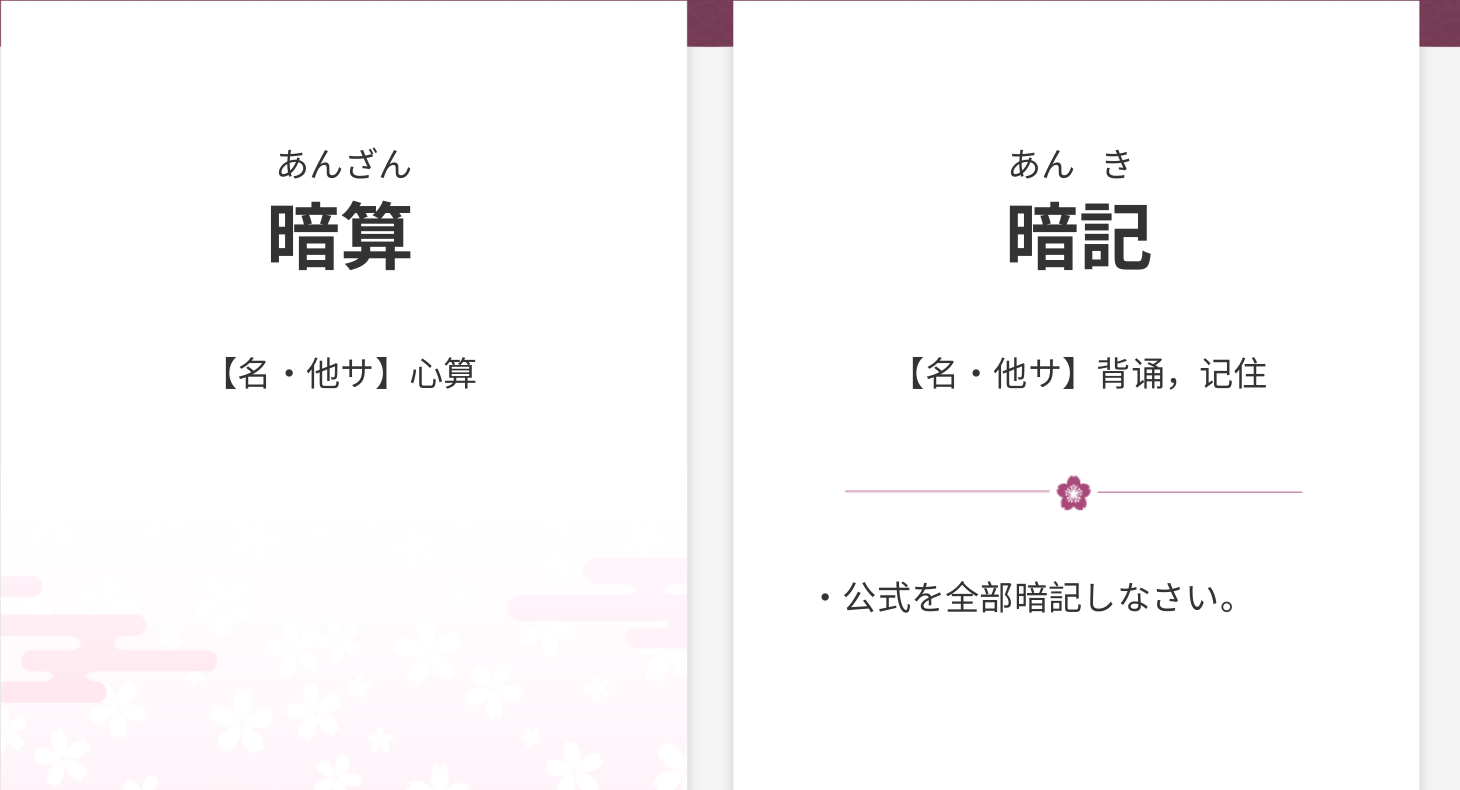 あんざん
暗算
【名・他サ】心算
あん き
暗記
【名・他サ】背诵，记住
・公式を全部暗記しなさい。